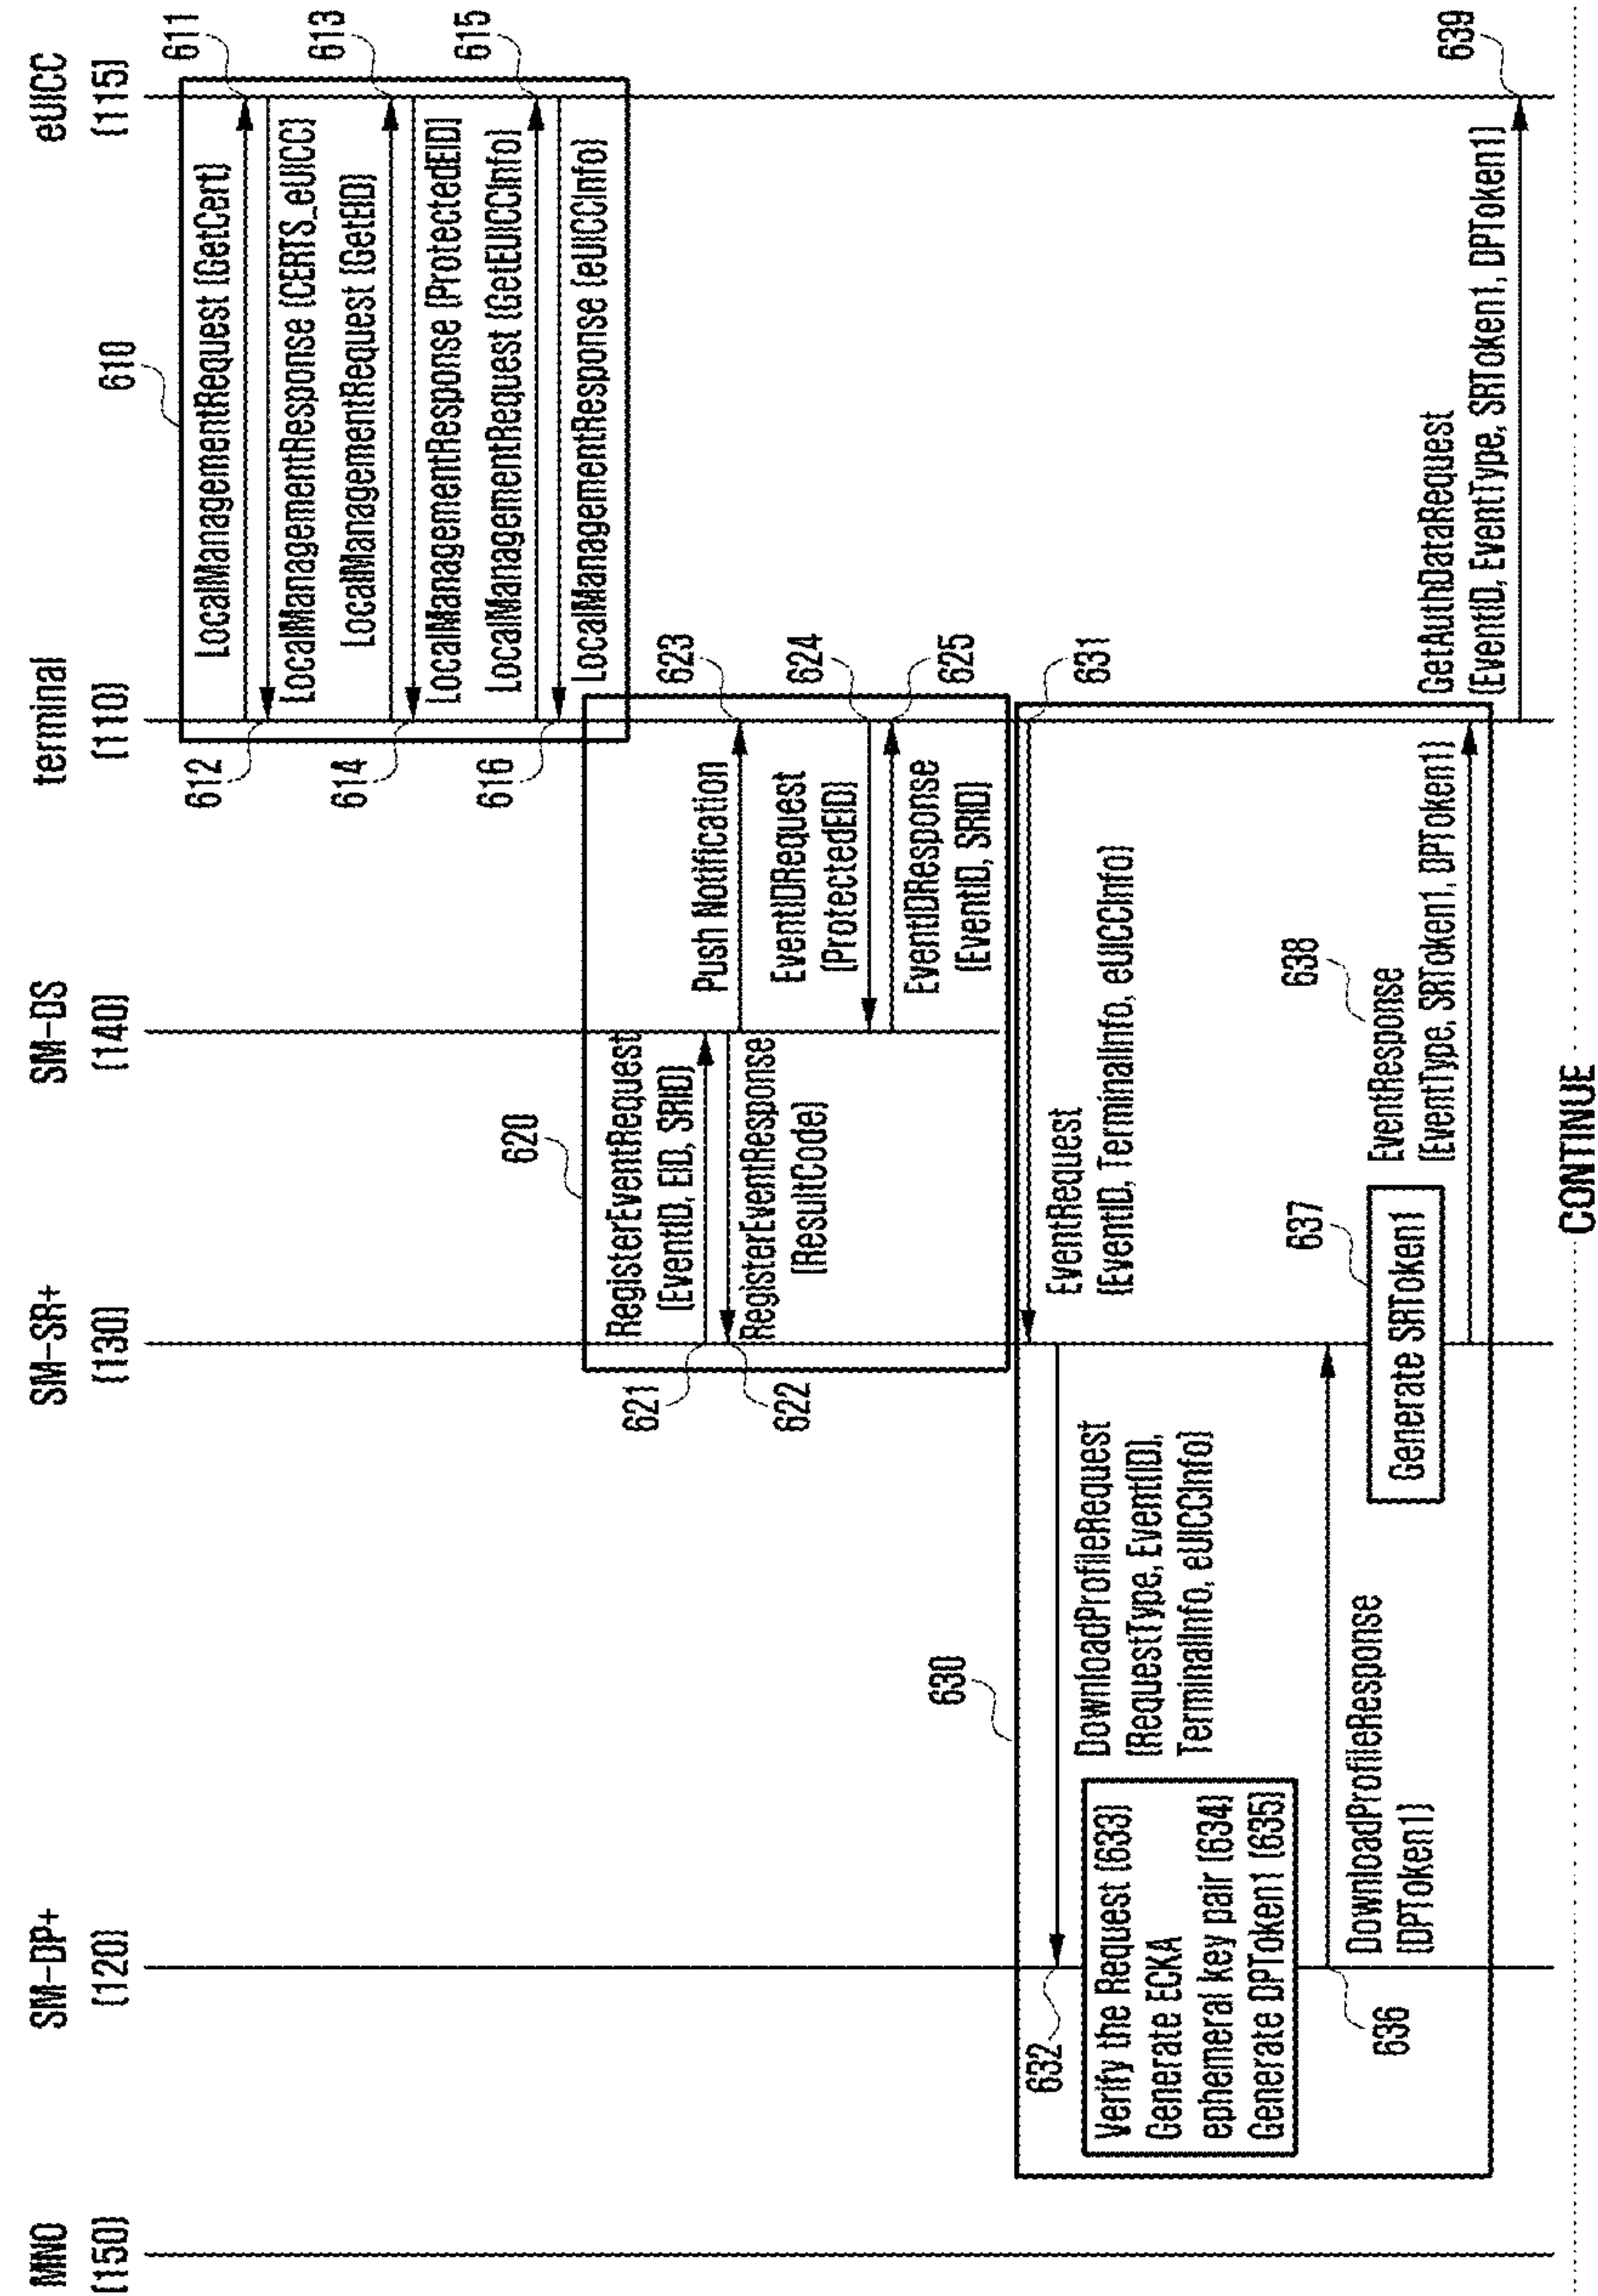 MNO
(150)
SM-DP+
(120)
SM-SR+
(130)
SM-DS
(140)
terminal
(110)
eUICC
(115)
610
LocalManagementRequest (GetCert)
611
612
LocalManagementResponse (CERTS_eUICC)
LocalManagementRequest (GetEID)
613
614
LocalManagementResponse (ProtectedEID)
LocalManagementRequest (GetEUICCInfo)
615
616
LocalManagementResponse (eUICCInfo)
620
RegisterEventRequest
(EventID, EID, SRID)
621
622
RegisterEventResponse
(ResultCode)
Push Notification
623
EventIDRequest
(ProtectedEID)
624
625
EventIDResponse
(EventID, SRID)
630
631
EventRequest
(EventID, TerminalInfo, eUICCInfo)
632
DownloadProfileRequest
(RequestType, EventID),
TerminalInfo, eUICCInfo)
Verify the Request (633)
Generate ECKA
ephemeral key pair (634)
Generate DPToken1 (635)
636
DownloadProfileResponse
(DPToken1)
637
Generate SRToken1
638
EventResponse
(EventType, SRToken1, DPToken1)
GetAuthDataRequest
(EventID, EventType, SRToken1, DPToken1)
639
CONTINUE